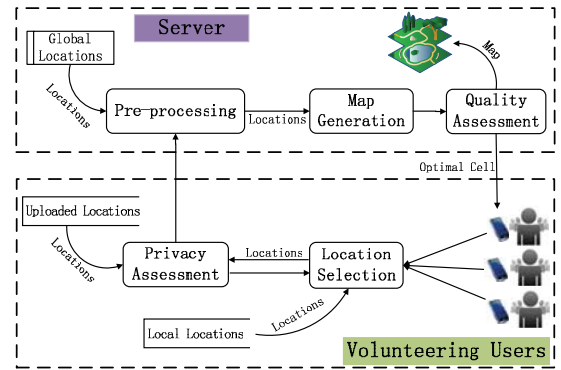 Server
Global
Locations
Map
Locations
Pre-processing
Locations
Map
Generation
Quality
Assessment
Optimal Cell
Uploaded Locations
Locations
Privacy
Assessment
Locations
Location
Selection
Local Locations
Locations
Volunteering Users